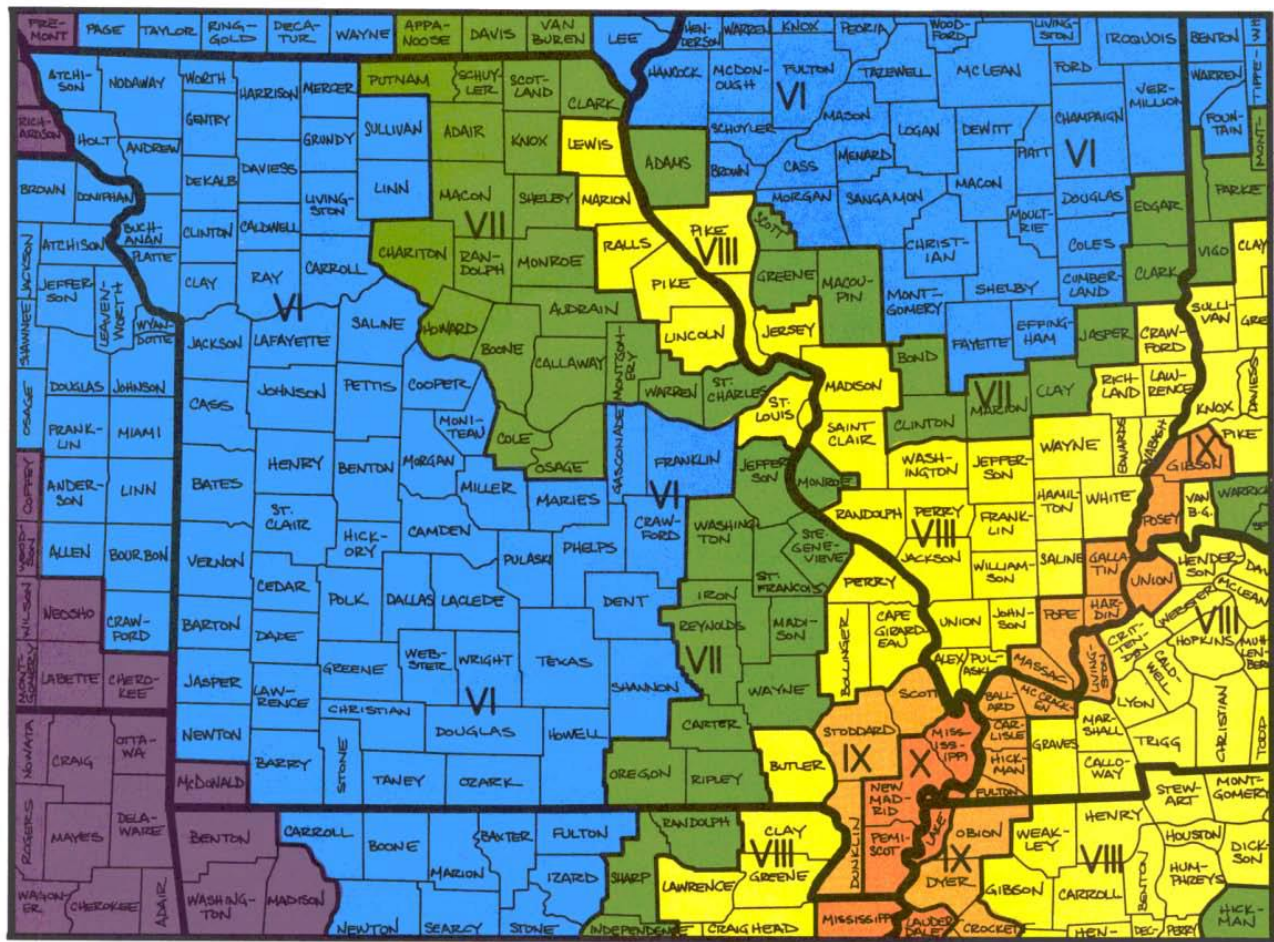 FRE-
MONT
PAGE
TAYLOR
RING-
GOLD
DECA-
TUR
WAYNE
APPA-
NOOSE
DAVIS
VAN
BUREN
LEE
HEN-
DERSON
WARREN
KNOX
PEORIA
WOOD-
FORD
LIVING-
STON
IROQUOIS
BENTON
TIPPE-
ATCHI-
SON
NODAWAY
WORTH
HARRISON
MERCER
PUTNAM
SCHUY-
LER
SCOT-
LAND
CLARK
HANCOCK
MCDON-
OUGH
FULTON
VI
TAZEWELL
MCLEAN
FORD
VER-
MILLION
WARREN
RICH-
ARDSON
HOLT
ANDREW
GENTRY
GRUNDY
SULLIVAN
ADAIR
KNOX
LEWIS
ADAMS
SCHUYLER
MASON
LOGAN
DEWITT
CHAMPAIGN
FOUN-
TAIN
MONT-
BROWN
DONIPHAN
DEKALB
DAVIESS
LIVING-
STON
LINN
MACON
VII
SHELBY
MARION
BROWN
CASS
MENARD
PIATT
VI
MORGAN
SANGAMON
MACON
DOUGLAS
EDGAR
PARKE
JACKSON
ATCHISON
BUCH-
ANAN
PLATTE
CLINTON
CALDWELL
CHARITON
RAN-
DOLPH
MONROE
RALLS
PIKE
VIII
SCOTT
CHRIST-
IAN
MOULT-
RIE
COLES
VIGO
CLAY
JEFFER-
SON
LEAVEN-
WORTH
CLAY
RAY
VI
CARROLL
PIKE
GREENE
MACOU-
PIN
MONT-
GOMERY
SHELBY
CUMBER-
LAND
CLARK
SHAWNEE
WYAN-
DOTTE
JACKSON
LAFAYETTE
SALINE
HOWARD
BOONE
AUDRAIN
CALLAWAY
MONTGOM-
ERY
LINCOLN
JERSEY
BOND
FAYETTE
EFFING-
HAM
JASPER
CRAW-
FORD
SULLI-
VAN
GRE
OSAGE
DOUGLAS
JOHNSON
CASS
JOHNSON
PETTIS
COOPER
WARREN
ST.
CHARLES
ST.
LOUIS
MADISON
CLINTON
VII
MARION
CLAY
RICH-
LAND
LAW-
RENCE
KNOX
DAVIESS
FRANK-
LIN
MIAMI
MONI-
TEAU
COLE
OSAGE
GASCONADE
FRANKLIN
VI
JEFFER-
SON
SAINT
CLAIR
MONROE
WASH-
INGTON
JEFFER-
SON
WAYNE
EDWARDS
WABASH
IX
GIBSON
PIKE
COFFEY
ANDER-
SON
LINN
BATES
HENRY
BENTON
MORGAN
MILLER
MARIES
CRAW-
FORD
WASHING-
TON
RANDOLPH
PERRY
VIII
FRANK-
LIN
HAMIL-
TON
WHITE
POSEY
VAN
B.G.
WARRICK
WOOD-
SON
ALLEN
BOURBON
VERNON
ST.
CLAIR
HICK-
ORY
CAMDEN
PULASKI
PHELPS
STE.
GENE-
VIEVE
ST.
FRANCOIS
PERRY
JACKSON
WILLIAM-
SON
SALINE
GALLA-
TIN
UNION
HENDER-
SON
DAV
MCLEAN
WILSON
NEOSHO
CRAW-
FORD
BARTON
CEDAR
POLK
DALLAS
LACLEDE
DENT
IRON
REYNOLDS
MADI-
SON
BOLLINGER
CAPE
GIRAR-
DEAU
UNION
JOHN-
SON
POPE
HAR-
DIN
CRIT-
TENDEN
WEBSTER
VIII
HOPKINS
MUH
LEN-
BERG
MONT-
GOMERY
LABETTE
CHERO-
KEE
JASPER
DADE
GREENE
WEB-
STER
WRIGHT
TEXAS
SHANNON
VII
WAYNE
ALEX
PUL-
ASKI
MASSAC
MCCRACK-
EN
LIVING-
STON
CALD-
WELL
LYON
CHRISTIAN
TODD
NOWATA
CRAIG
OTTA-
WA
NEWTON
LAW-
RENCE
CHRISTIAN
VI
DOUGLAS
HOWELL
CARTER
SCOTT
STODDARD
IX
MISS-
ISS-
IPPI
X
BALL-
ARD
CAR-
LISLE
GRAVES
MAR-
SHALL
TRIGG
MCDONALD
BARRY
STONE
TANEY
OZARK
OREGON
RIPLEY
BUTLER
NEW
MAD-
RID
HICK-
MAN
FULTON
CALLO-
WAY
ROGERS
MAYES
DELA-
WARE
BENTON
CARROLL
BOONE
MARION
BAXTER
FULTON
RANDOLPH
CLAY
VIII
GREENE
DUNKLIN
PEMI-
SCOT
LAKE
OBION
IX
DYER
WEAK-
LEY
HENRY
VIII
STEW-
ART
MONT-
GOMERY
HOUSTON
DICK-
SON
WAGON-
ER
CHEROKEE
ADAIR
WASHING-
TON
MADISON
NEWTON
SEARCY
STONE
IZARD
SHARP
INDEPENDENCE
LAWRENCE
CRAIGHEAD
MISSISSIPPI
LAUDER-
DALE
CROCKET
GIBSON
CARROLL
BENTON
HUM-
PHREYS
HEN-
DEC-
PERRY
HICK-
MAN